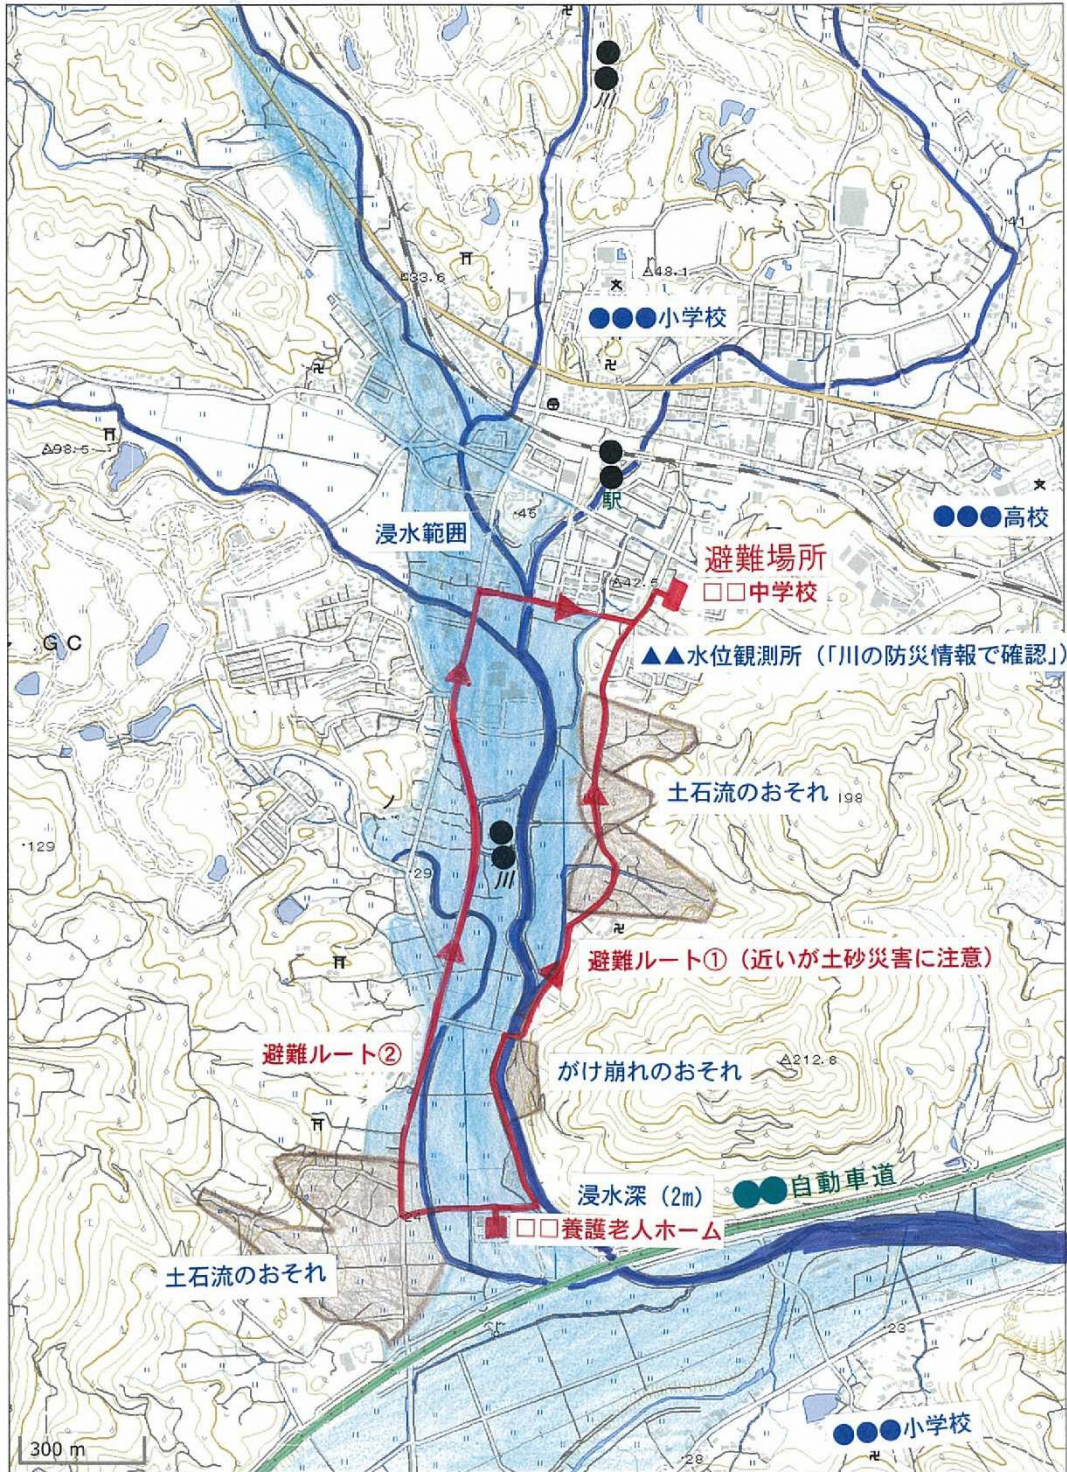 ●●川
50
41
33.6
48.1
●●●小学校
98.5
●●駅
●●●高校
45
浸水範囲
避難場所
42.5
□□中学校
GC
▲▲水位観測所（「川の防災情報で確認」）
土石流のおそれ
198
●●川
129
29
避難ルート①（近いが土砂災害に注意）
避難ルート②
がけ崩れのおそれ
212.8
●●自動車道
浸水深（2m）
24
□□養護老人ホーム
土石流のおそれ
50
23
●●●小学校
300 m
28